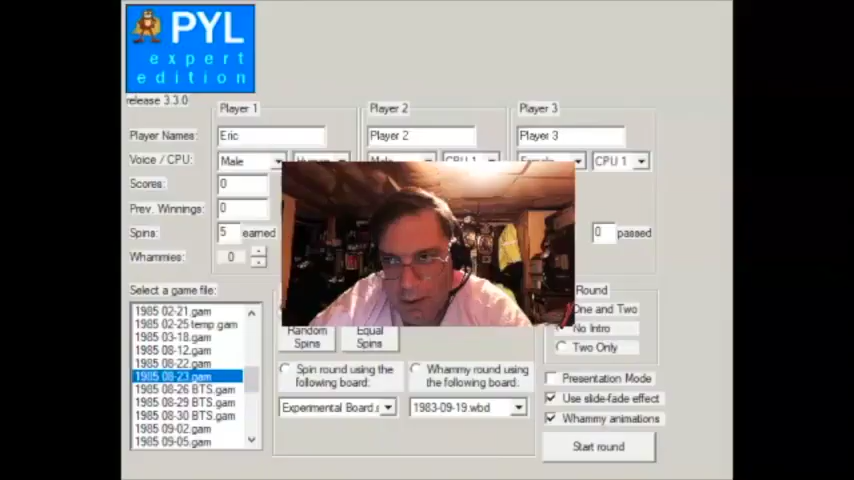 PYL
expert
edition
release 3.3.0
Player 1
Player 2
Player 3
Player Names:
Eric
Player 2
Player 3
Voice / CPU:
Male
CPU 1
Scores:
0
Prev. Winnings:
0
Spins:
5
earned
0
passed
Whammies:
0
Select a game file:
1985 02-21.gam
1985 02-25 temp.gam
1985 03-18.gam
1985 08-12.gam
1985 08-22.gam
1985 08-23.gam
1985 08-26 BTS.gam
1985 08-29 BTS.gam
1985 08-30 BTS.gam
1985 09-02.gam
1985 09-05.gam
Random
Spins
Equal
Spins
Spin round using the
following board:
Whammy round using
the following board:
Experimental Board.s
1983-09-19.wbd
Round
One and Two
No Intro
Two Only
Presentation Mode
Use slide-fade effect
Whammy animations
Start round